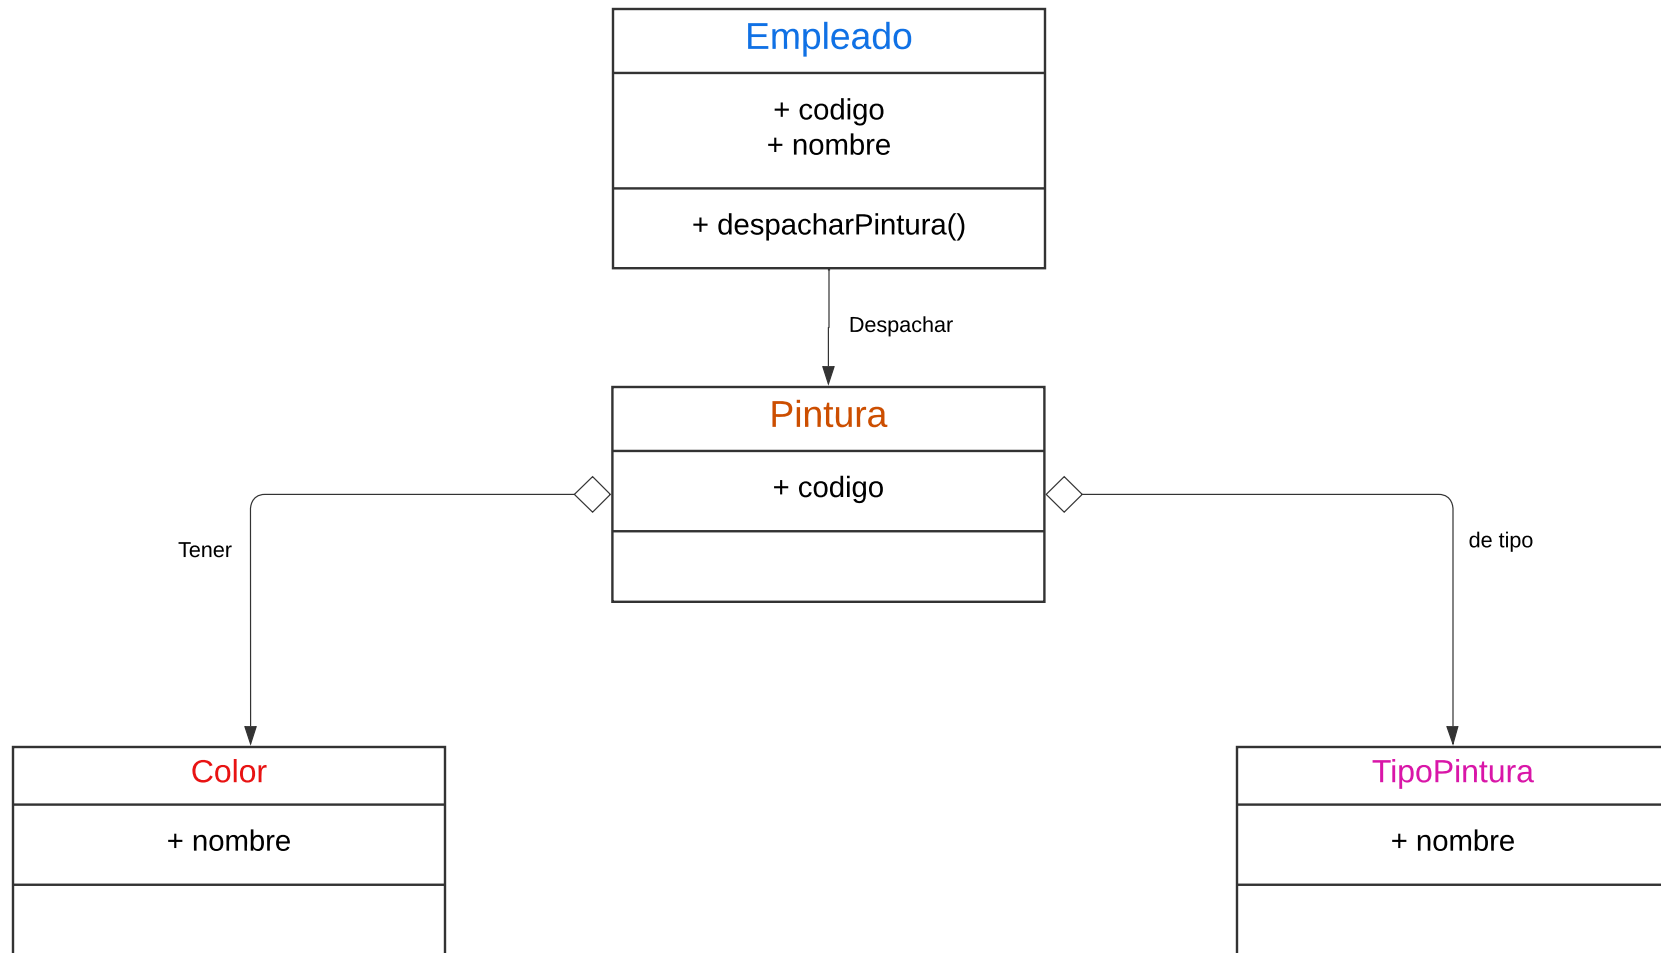 Empleado
+ codigo
+ nombre
+ despacharPintura()
Despachar
Pintura
+ codigo
Tener
de tipo
Color
+ nombre
TipoPintura
+ nombre